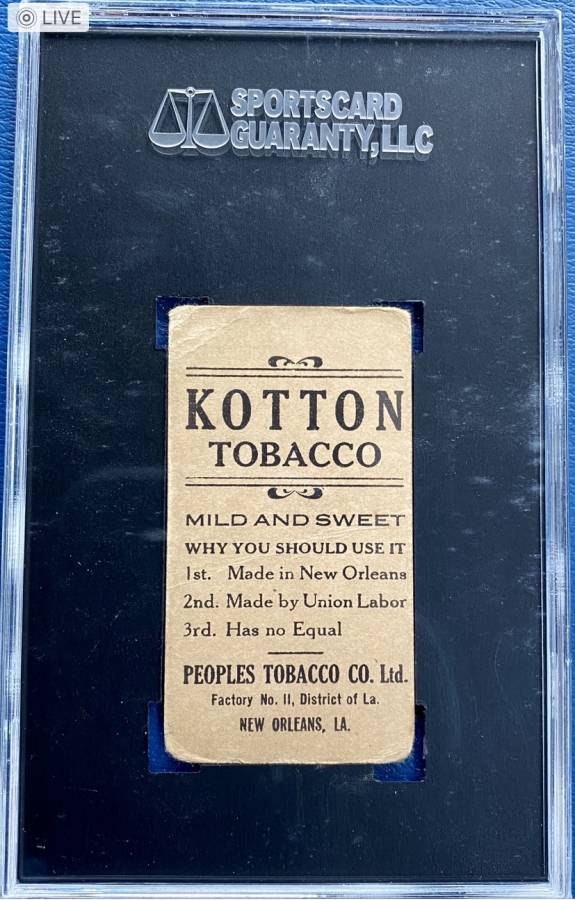 LIVE
SPORTSCARD
GUARANTY, LLC
KOTTON
TOBACCO
MILD AND SWEET
WHY YOU SHOULD USE IT
1st. Made in New Orleans
2nd. Made by Union Labor
3rd. Has no Equal
PEOPLES TOBACCO CO. Ltd.
Factory No. 11, District of La.
NEW ORLEANS, LA.